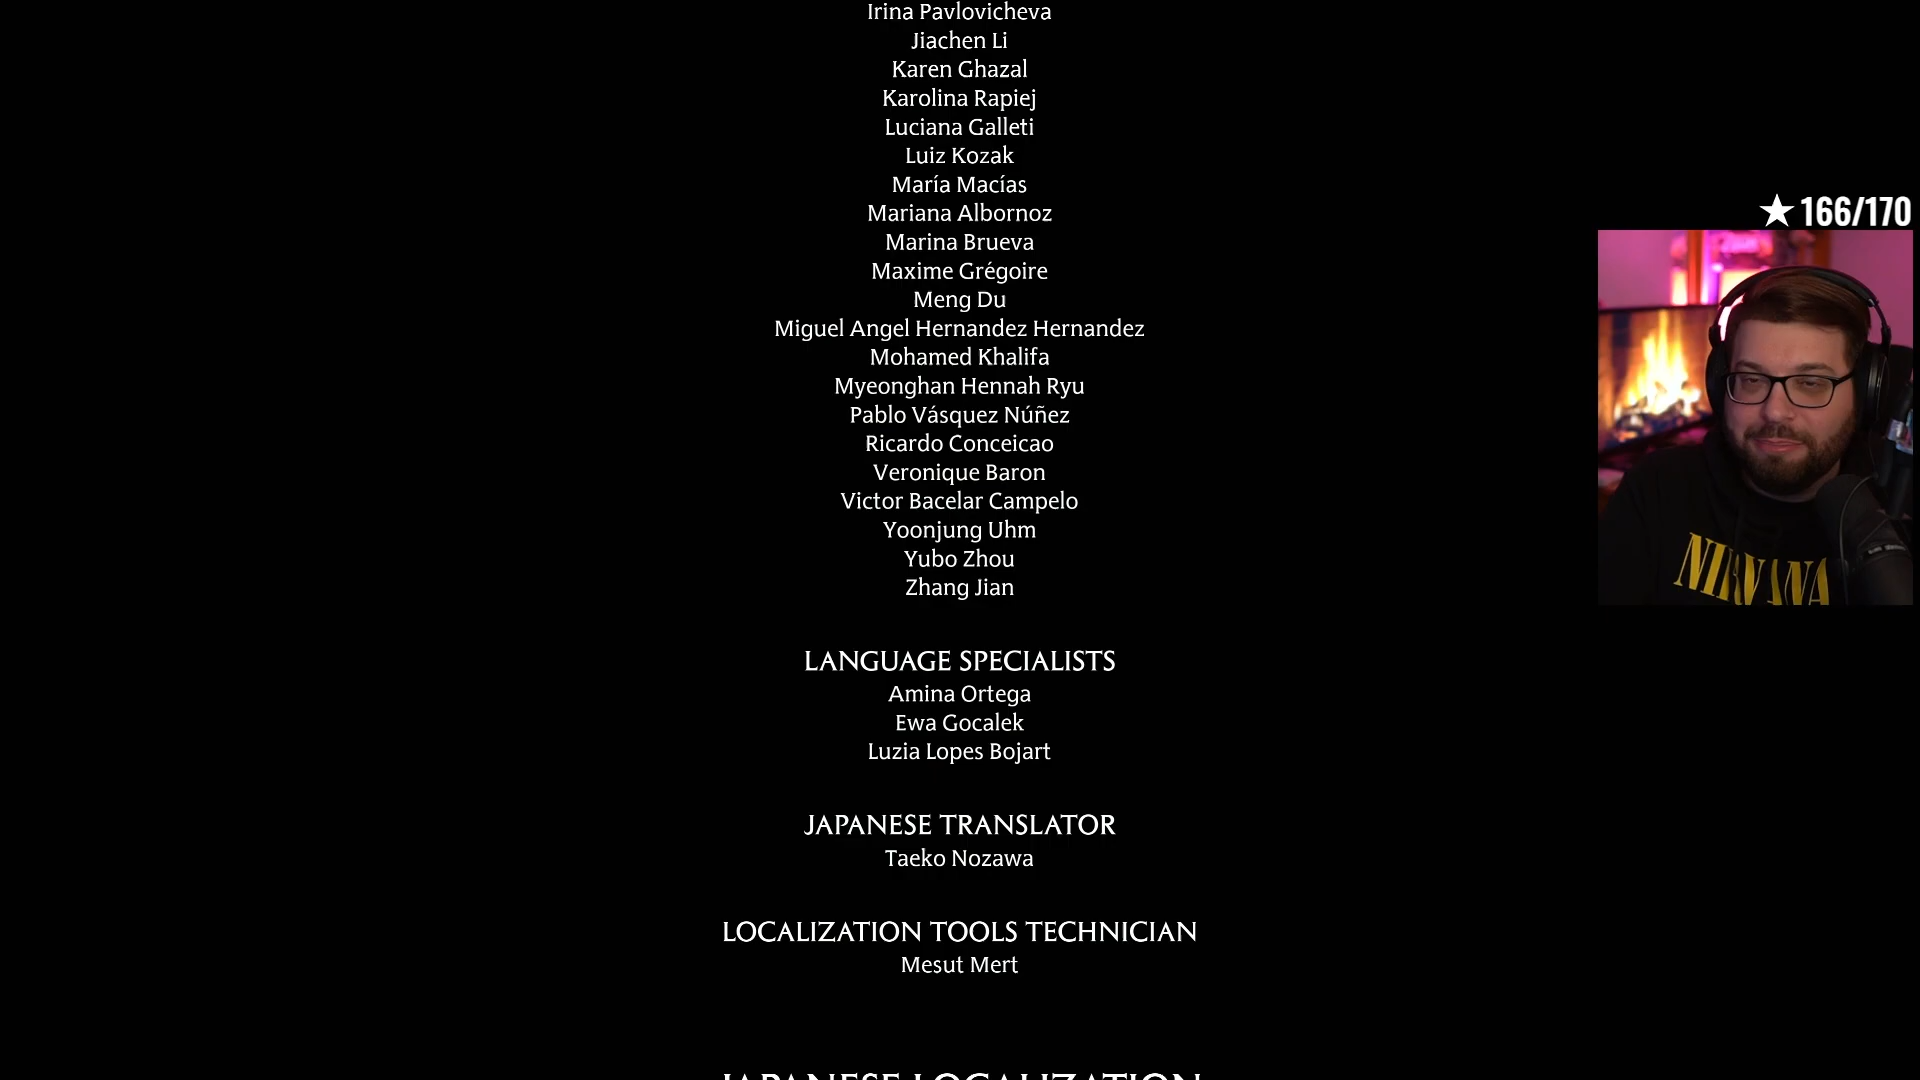 Irina Pavlovicheva
Jiachen Li
Karen Ghazal
Karolina Rapiej
Luciana Galleti
Luiz Kozak
María Macías
Mariana Albornoz
Marina Brueva
Maxime Grégoire
Meng Du
Miguel Angel Hernandez Hernandez
Mohamed Khalifa
Myeonghan Hennah Ryu
Pablo Vásquez Núñez
Ricardo Conceicao
Veronique Baron
Victor Bacelar Campelo
Yoonjung Uhm
Yubo Zhou
Zhang Jian
LANGUAGE SPECIALISTS
Amina Ortega
Ewa Gocalek
Luzia Lopes Bojart
JAPANESE TRANSLATOR
Taeko Nozawa
LOCALIZATION TOOLS TECHNICIAN
Mesut Mert
JAPANESE LOCALIZATION
★ 166/170
NIRVANA